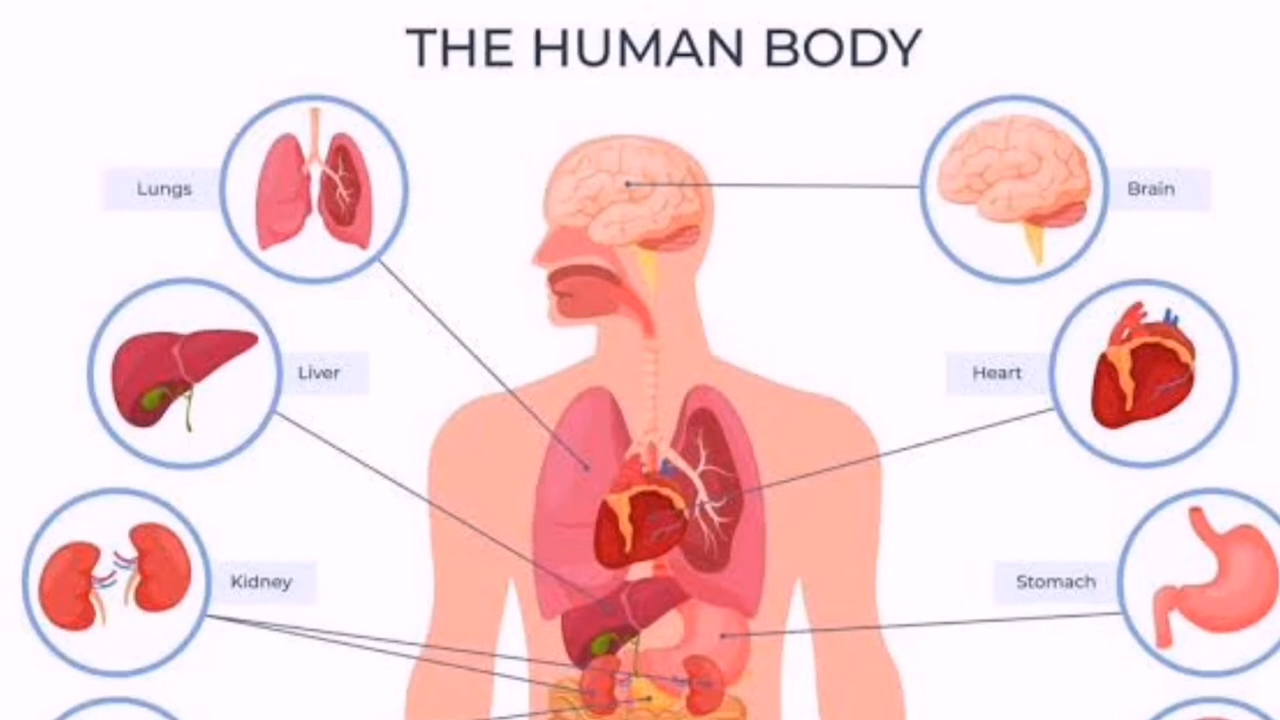 THE HUMAN BODY
Lungs
Brain
Liver
Heart
Kidney
Stomach